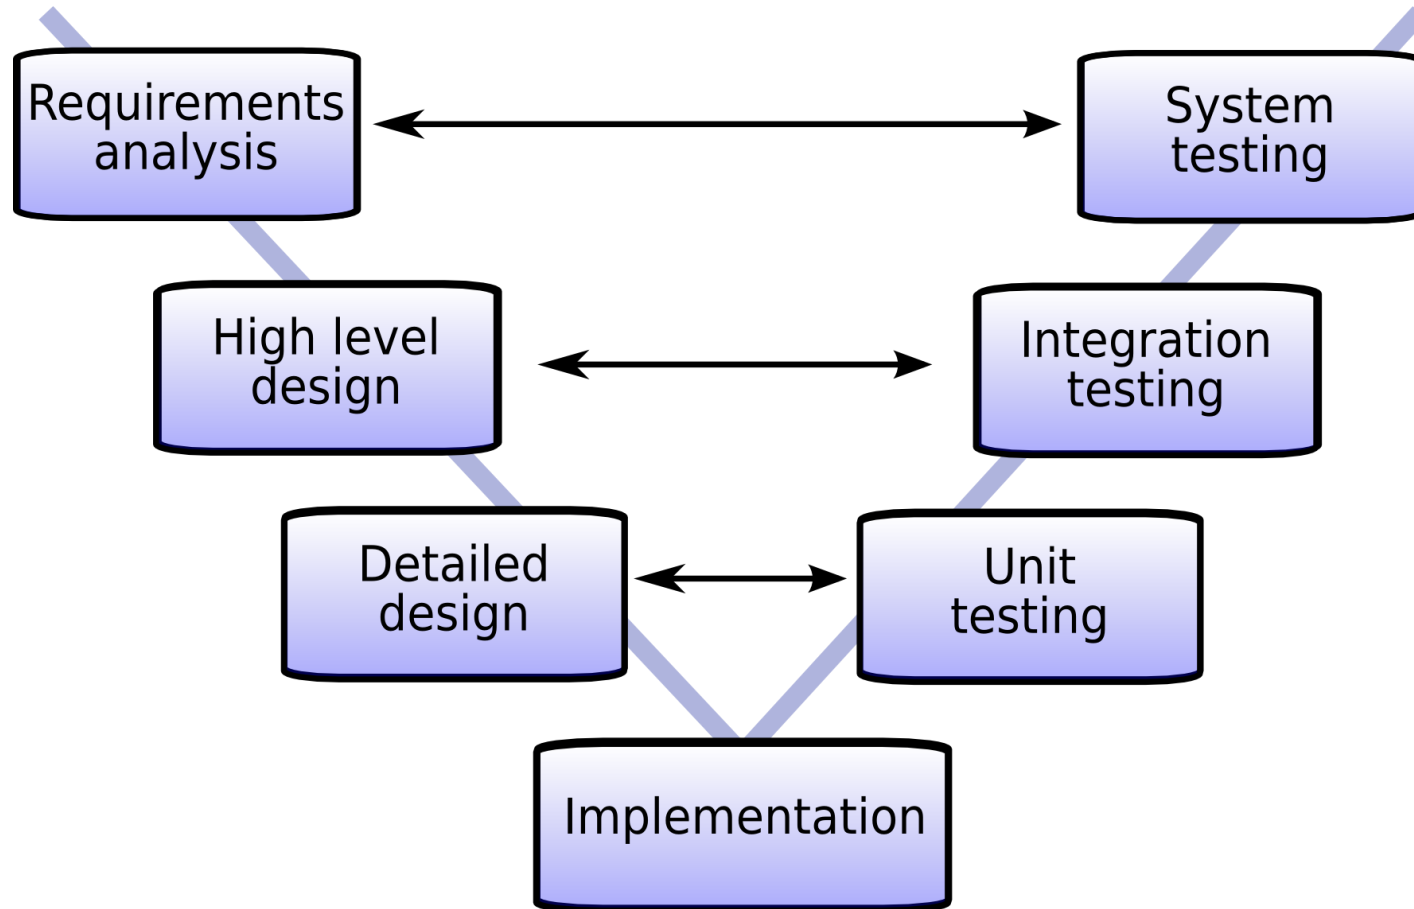 Requirements
analysis
System
testing
High level
design
Integration
testing
Detailed
design
Unit
testing
Implementation